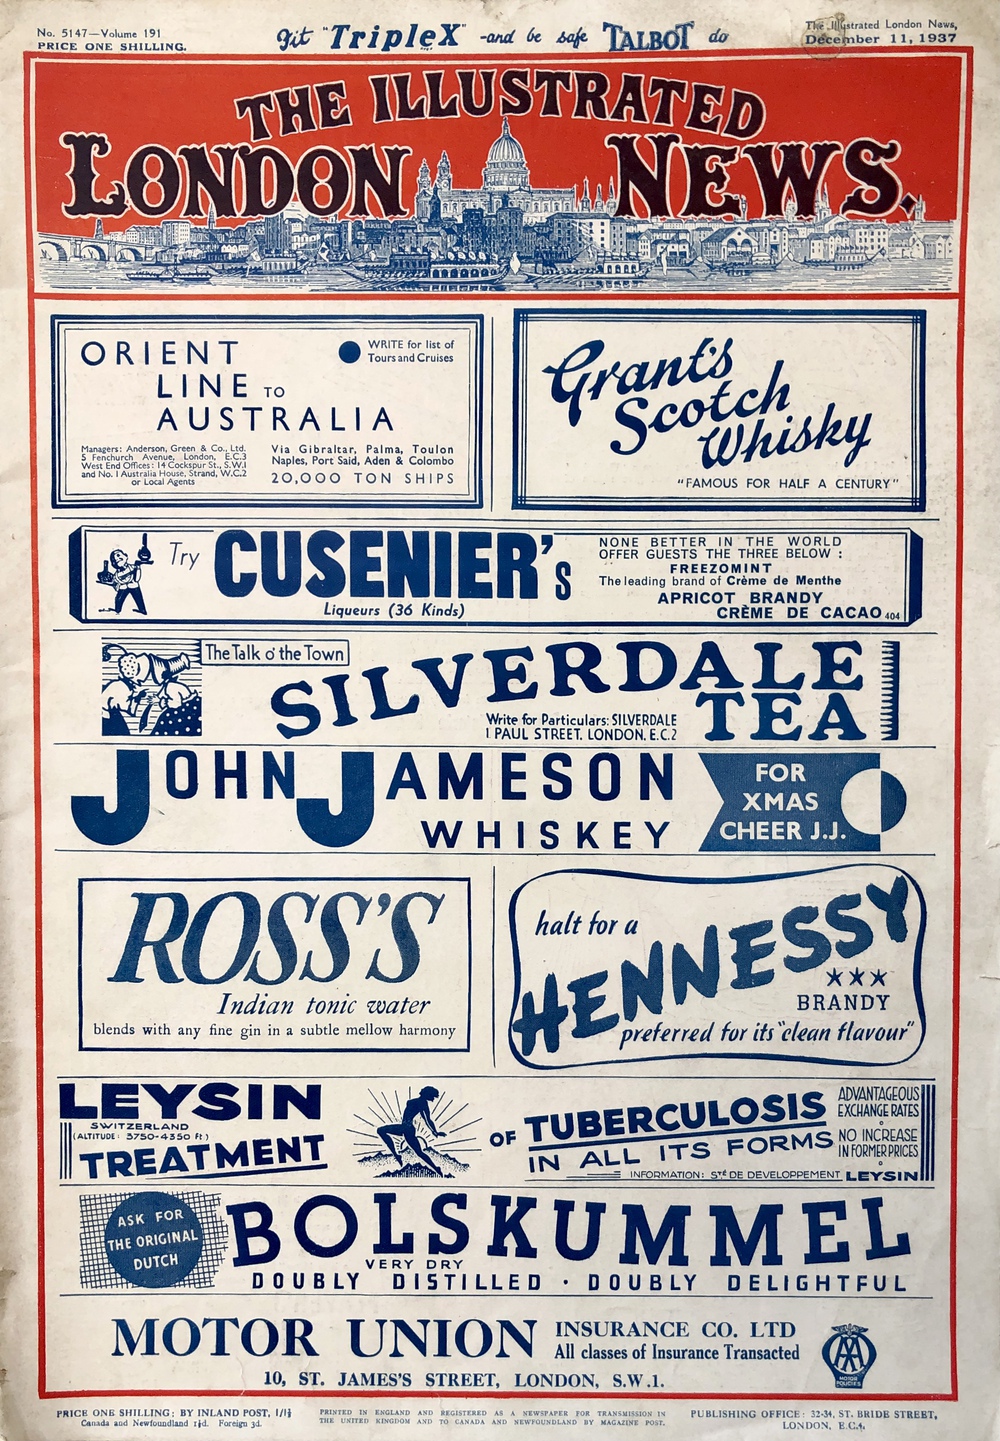 No. 5147—Volume 191
PRICE ONE SHILLING.
Fit "TripleX" -and be safe TALBOT do
The Illustrated London News,
December 11, 1937
THE ILLUSTRATED
LONDON NEWS.
ORIENT
LINE TO
AUSTRALIA
WRITE for list of
Tours and Cruises
Managers: Anderson, Green & Co., Ltd.
5 Fenchurch Avenue, London, E.C.3
West End Offices: 14 Cockspur St., S.W.1
and No. 1 Australia House, Strand, W.C.2
or Local Agents
Via Gibraltar, Palma, Toulon
Naples, Port Said, Aden & Colombo
20,000 TON SHIPS
Grant's
Scotch
Whisky
"FAMOUS FOR HALF A CENTURY"
Try CUSENIER's
Liqueurs (36 Kinds)
NONE BETTER IN THE WORLD
OFFER GUESTS THE THREE BELOW :
FREEZOMINT
The leading brand of Crème de Menthe
APRICOT BRANDY
CRÈME DE CACAO 404
The Talk o' the Town
SILVERDALE
TEA
Write for Particulars: SILVERDALE
1 PAUL STREET, LONDON, E.C.2
JOHN JAMESON
WHISKEY
FOR
XMAS
CHEER J.J.
ROSS'S
Indian tonic water
blends with any fine gin in a subtle mellow harmony
halt for a
HENNESSY
★★★
BRANDY
preferred for its "clean flavour"
LEYSIN
SWITZERLAND
(ALTITUDE: 3750-4350 Ft.)
TREATMENT
OF TUBERCULOSIS
IN ALL ITS FORMS
INFORMATION: Sté DE DEVELOPPEMENT LEYSIN
ADVANTAGEOUS
EXCHANGE RATES
NO INCREASE
IN FORMER PRICES
ASK FOR
THE ORIGINAL
DUTCH
BOLSKUMMEL
VERY DRY
DOUBLY DISTILLED · DOUBLY DELIGHTFUL
MOTOR UNION
INSURANCE CO. LTD
All classes of Insurance Transacted
10, ST. JAMES'S STREET, LONDON, S.W.1.
AA
MOTOR
POLICIES
PRICE ONE SHILLING: BY INLAND POST, 1/1½
Canada and Newfoundland 1½d. Foreign 3d.
PRINTED IN ENGLAND AND REGISTERED AS A NEWSPAPER FOR TRANSMISSION IN
THE UNITED KINGDOM AND TO CANADA AND NEWFOUNDLAND BY MAGAZINE POST.
PUBLISHING OFFICE: 32-34, ST. BRIDE STREET,
LONDON, E.C.4.